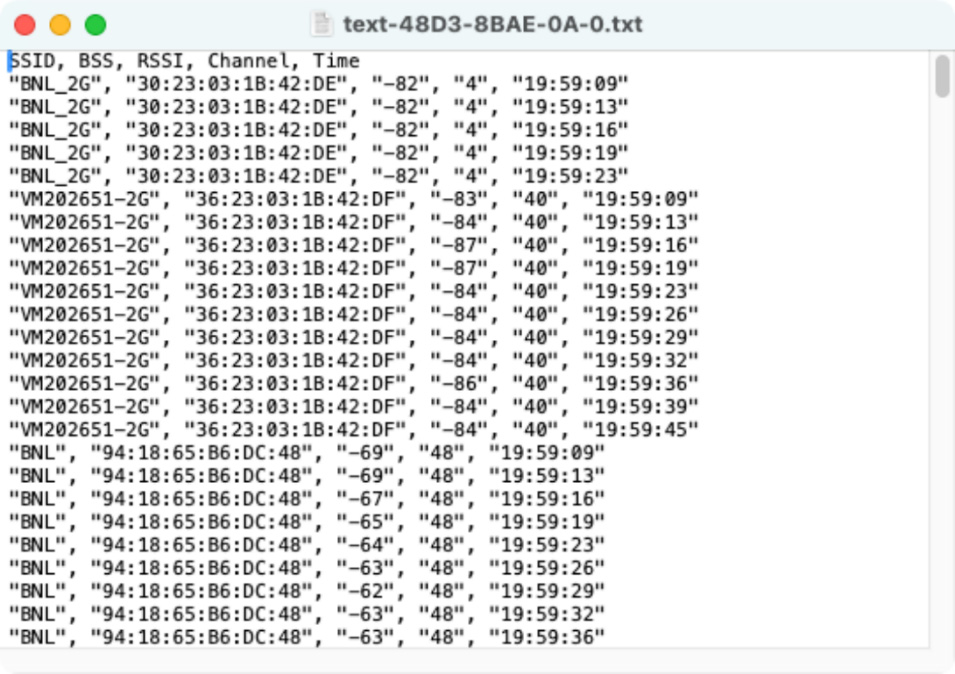 text-48D3-8BAE-0A-0.txt
SSID, BSS, RSSI, Channel, Time
"BNL_2G", "30:23:03:1B:42:DE", "-82", "4", "19:59:09"
"BNL_2G", "30:23:03:1B:42:DE", "-82", "4", "19:59:13"
"BNL_2G", "30:23:03:1B:42:DE", "-82", "4", "19:59:16"
"BNL_2G", "30:23:03:1B:42:DE", "-82", "4", "19:59:19"
"BNL_2G", "30:23:03:1B:42:DE", "-82", "4", "19:59:23"
"VM202651-2G", "36:23:03:1B:42:DF", "-83", "40", "19:59:09"
"VM202651-2G", "36:23:03:1B:42:DF", "-84", "40", "19:59:13"
"VM202651-2G", "36:23:03:1B:42:DF", "-87", "40", "19:59:16"
"VM202651-2G", "36:23:03:1B:42:DF", "-87", "40", "19:59:19"
"VM202651-2G", "36:23:03:1B:42:DF", "-84", "40", "19:59:23"
"VM202651-2G", "36:23:03:1B:42:DF", "-84", "40", "19:59:26"
"VM202651-2G", "36:23:03:1B:42:DF", "-84", "40", "19:59:29"
"VM202651-2G", "36:23:03:1B:42:DF", "-84", "40", "19:59:32"
"VM202651-2G", "36:23:03:1B:42:DF", "-86", "40", "19:59:36"
"VM202651-2G", "36:23:03:1B:42:DF", "-84", "40", "19:59:39"
"VM202651-2G", "36:23:03:1B:42:DF", "-84", "40", "19:59:45"
"BNL", "94:18:65:B6:DC:48", "-69", "48", "19:59:09"
"BNL", "94:18:65:B6:DC:48", "-69", "48", "19:59:13"
"BNL", "94:18:65:B6:DC:48", "-67", "48", "19:59:16"
"BNL", "94:18:65:B6:DC:48", "-65", "48", "19:59:19"
"BNL", "94:18:65:B6:DC:48", "-64", "48", "19:59:23"
"BNL", "94:18:65:B6:DC:48", "-63", "48", "19:59:26"
"BNL", "94:18:65:B6:DC:48", "-62", "48", "19:59:29"
"BNL", "94:18:65:B6:DC:48", "-63", "48", "19:59:32"
"BNL", "94:18:65:B6:DC:48", "-63", "48", "19:59:36"